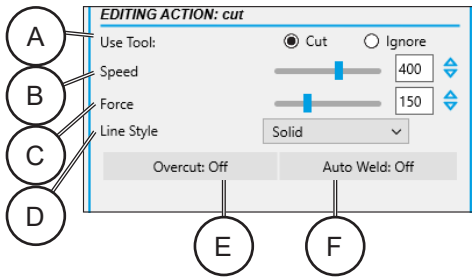 EDITING ACTION: cut
A
Use Tool: Cut Ignore
B
Speed 400
C
Force 150
D
Line Style Solid
Overcut: Off Auto Weld: Off
E F